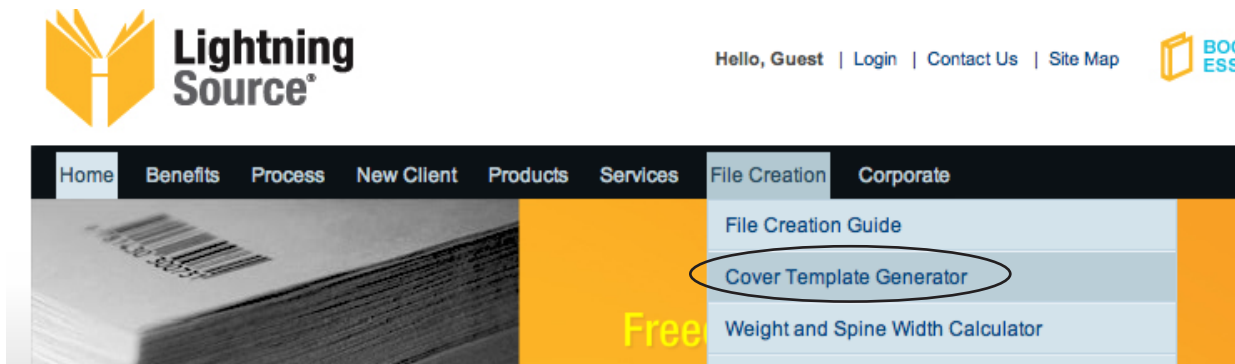 Lightning
Source®
Hello, Guest | Login | Contact Us | Site Map
Home Benefits Process New Client Products Services File Creation Corporate
File Creation Guide
Cover Template Generator
Weight and Spine Width Calculator